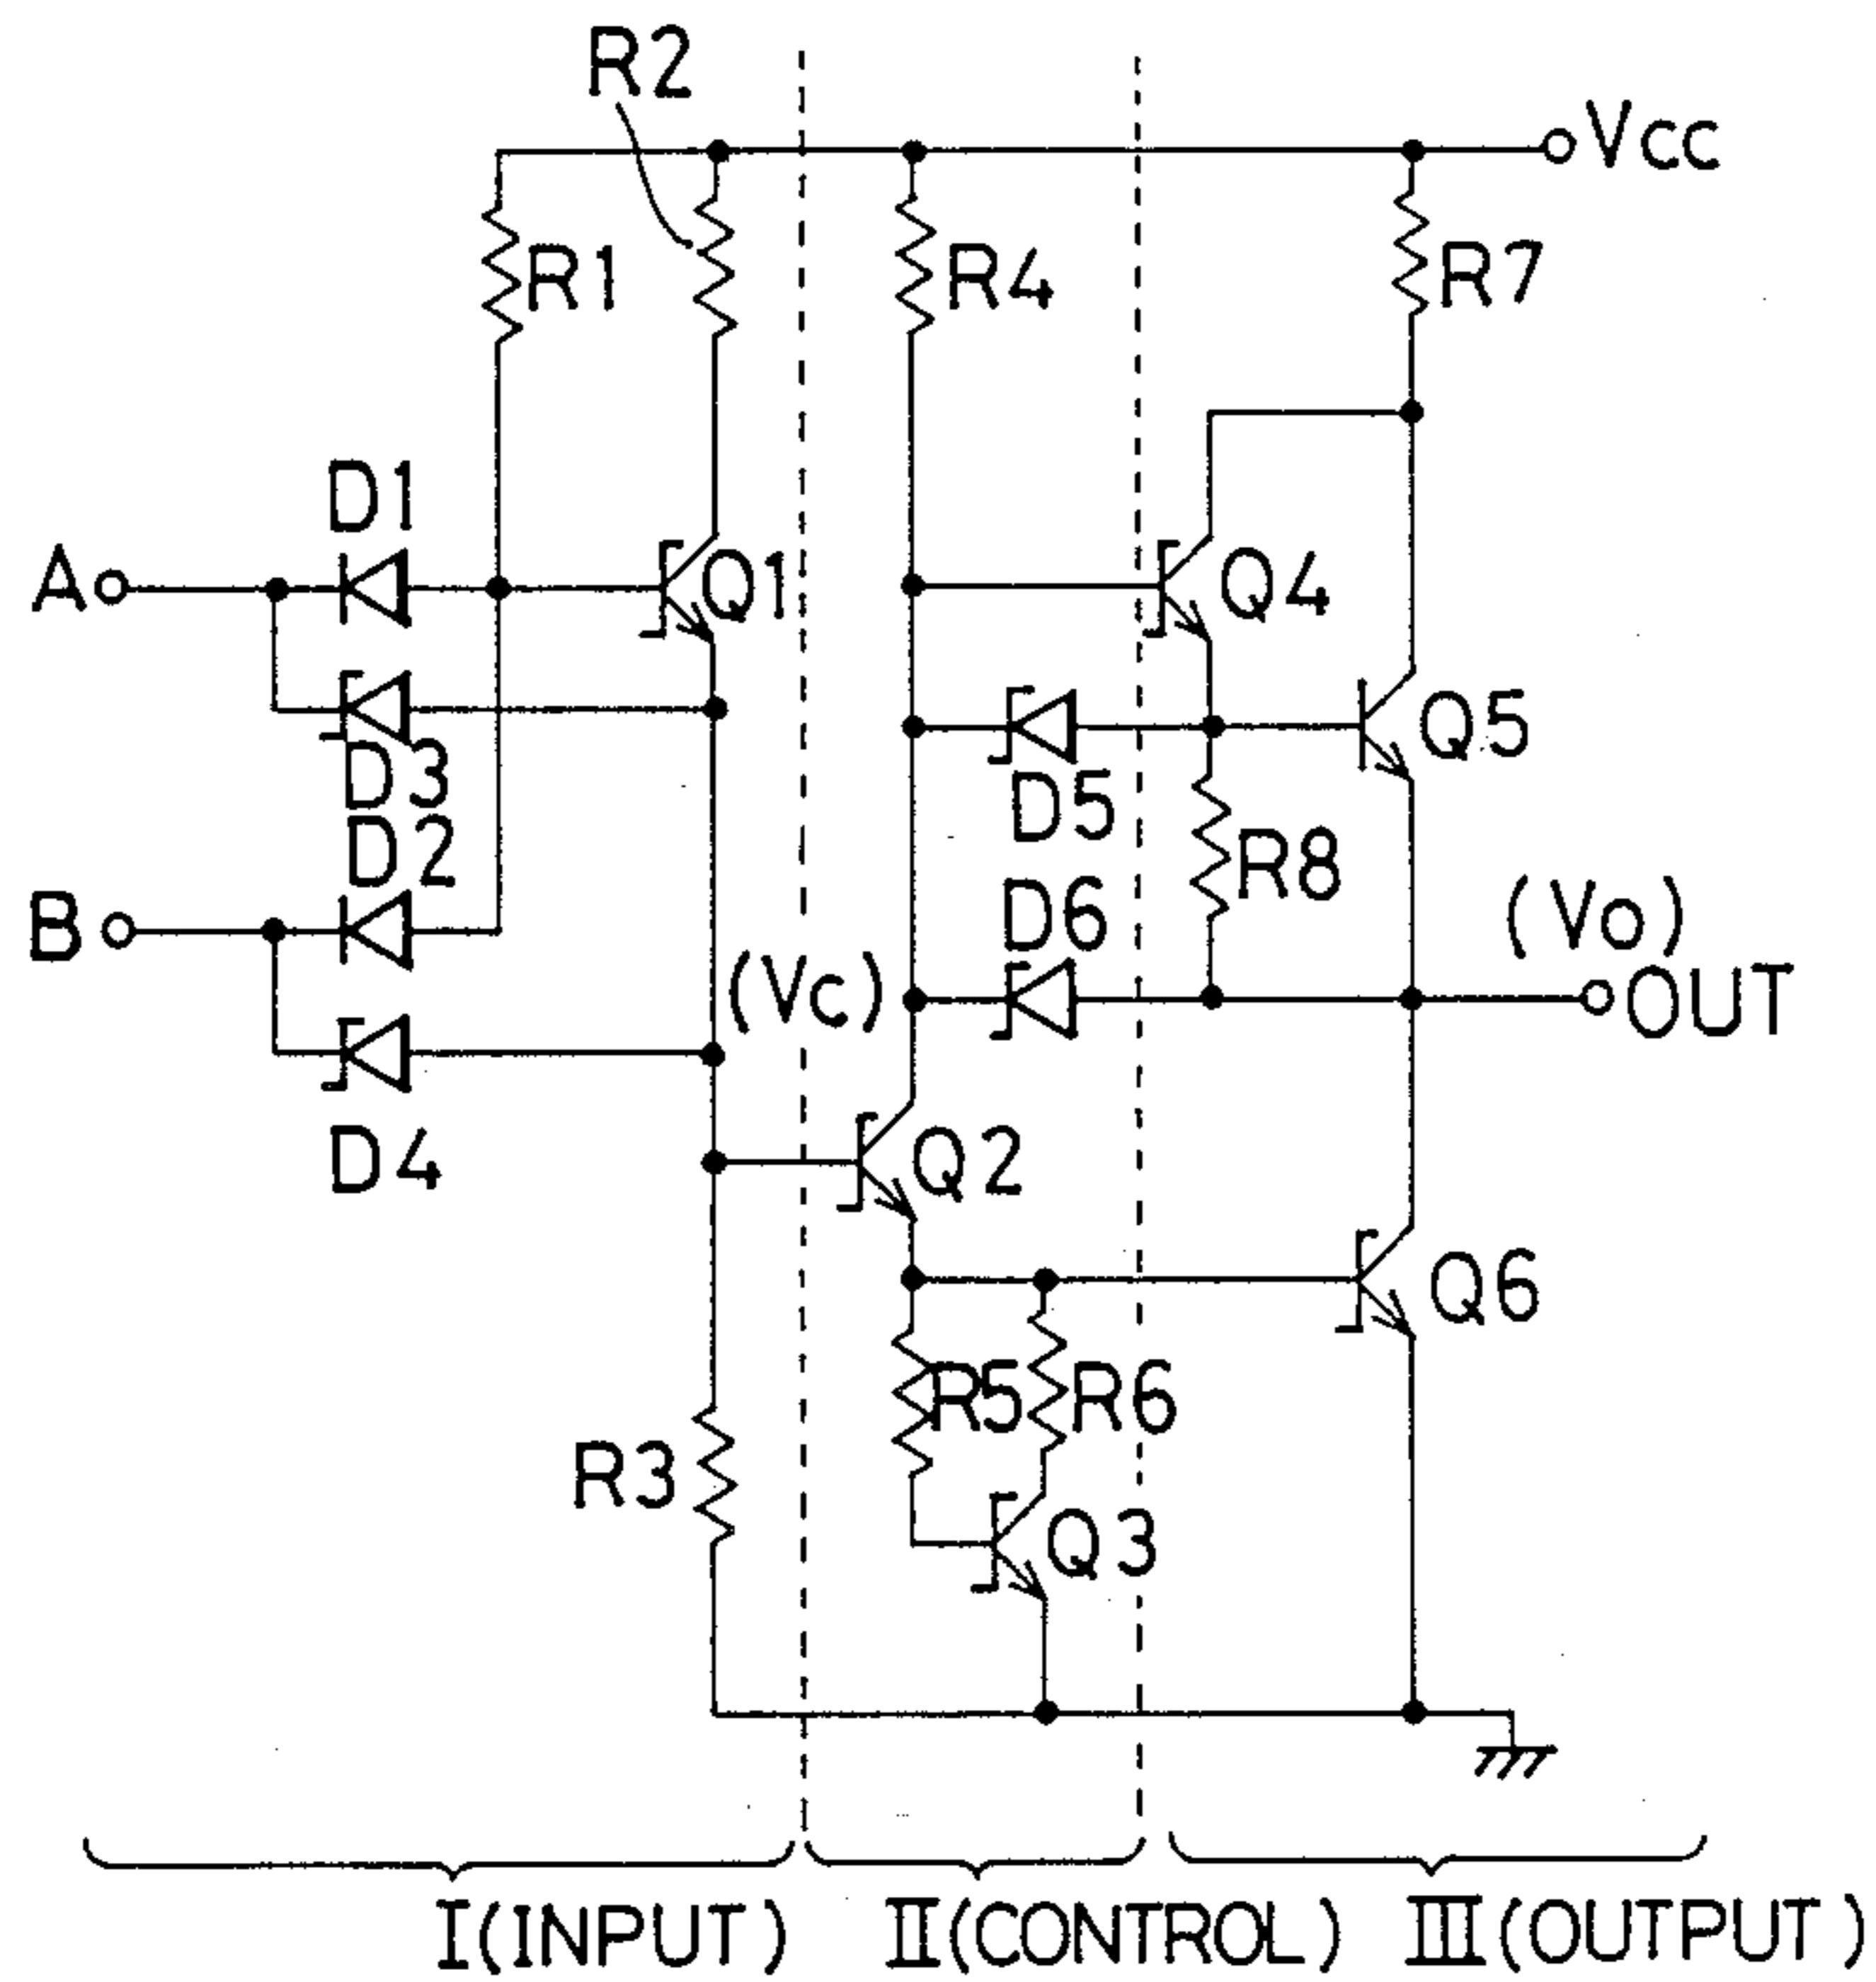 R2
Vcc
R1
R4
R7
D1
A
Q1
Q4
D3
Q5
D5
D2
R8
B
D6
(Vo)
(Vc)
OUT
D4
Q2
Q6
R5
R6
R3
Q3
I(INPUT)
II(CONTROL)
III(OUTPUT)